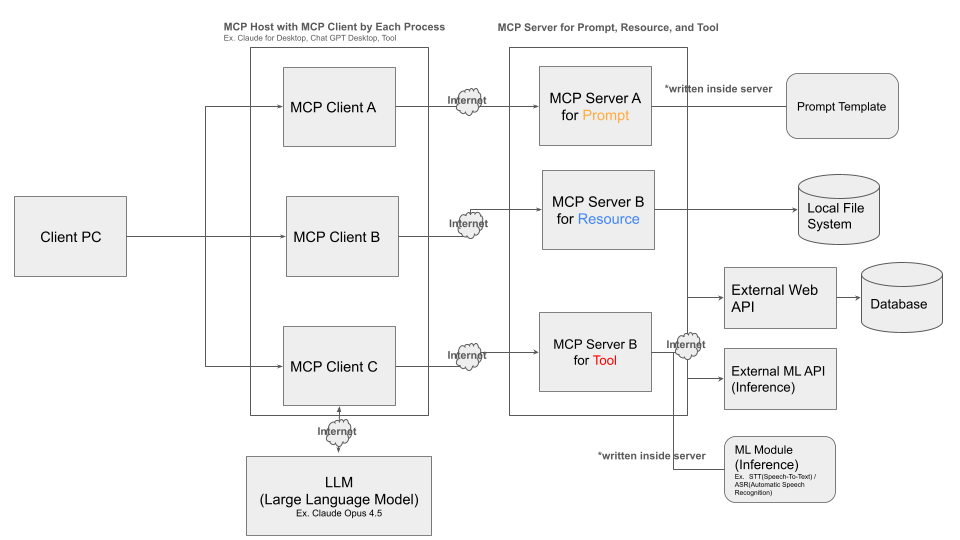 MCP Host with MCP Client by Each Process
Ex. Claude for Desktop, Chat GPT Desktop, Tool
MCP Server for Prompt, Resource, and Tool
MCP Client A
Internet
MCP Server A
for Prompt
*written inside server
Prompt Template
Client PC
MCP Client B
Internet
MCP Server B
for Resource
Local File
System
External Web
API
Database
MCP Client C
Internet
MCP Server B
for Tool
Internet
External ML API
(Inference)
Internet
*written inside server
ML Module
(Inference)
Ex. STT(Speech-To-Text) /
ASR(Automatic Speech
Recognition)
LLM
(Large Language Model)
Ex. Claude Opus 4.5